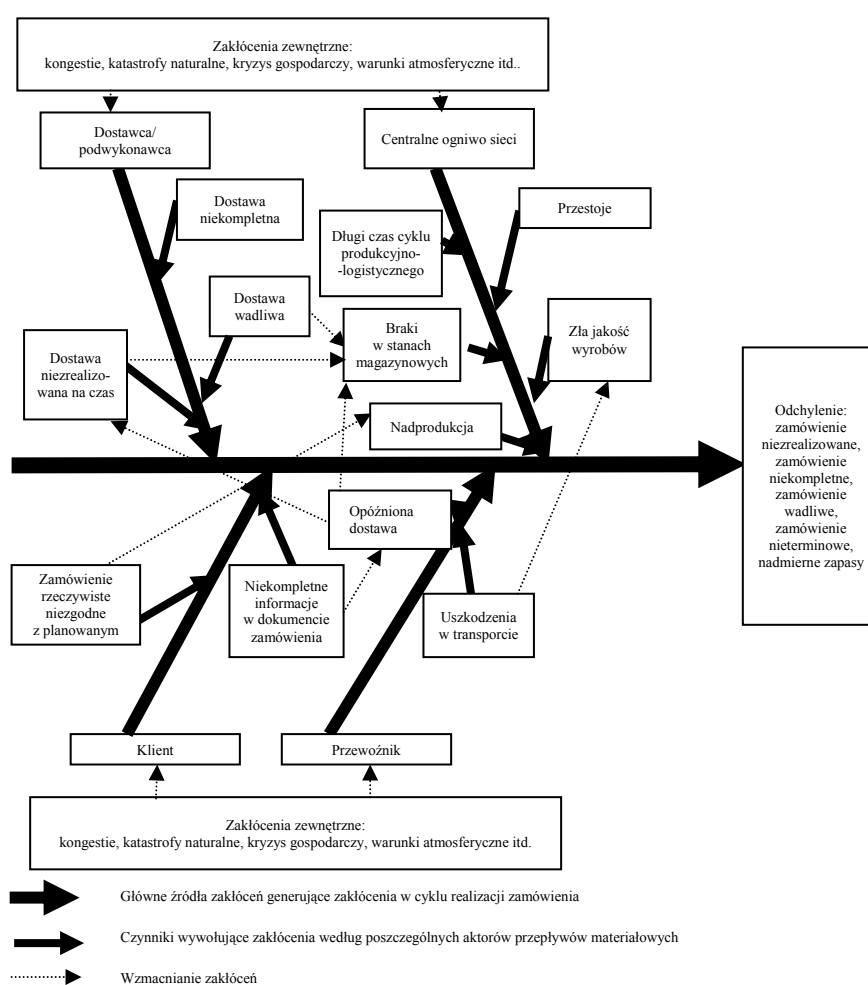 Zakłócenia zewnętrzne:
kongestie, katastrofy naturalne, kryzys gospodarczy, warunki atmosferyczne itd..
Dostawca/
podwykonawca
Centralne ogniwo sieci
Dostawa
niekompletna
Przestoje
Długi czas cyklu
produkcyjno-
-logistycznego
Dostawa
wadliwa
Braki
w stanach
magazynowych
Zła jakość
wyrobów
Dostawa
niezrealizo-
wana na czas
Nadprodukcja
Odchylenie:
zamówienie
niezrealizowane,
zamówienie
niekompletne,
zamówienie
wadliwe,
zamówienie
nieterminowe,
nadmierne zapasy
Opóźniona
dostawa
Zamówienie
rzeczywiste
niezgodne
z planowanym
Niekompletne
informacje
w dokumencie
zamówienia
Uszkodzenia
w transporcie
Klient
Przewoźnik
Zakłócenia zewnętrzne:
kongestie, katastrofy naturalne, kryzys gospodarczy, warunki atmosferyczne itd.
Główne źródła zakłóceń generujące zakłócenia w cyklu realizacji zamówienia
Czynniki wywołujące zakłócenia według poszczególnych aktorów przepływów materiałowych
Wzmacnianie zakłóceń